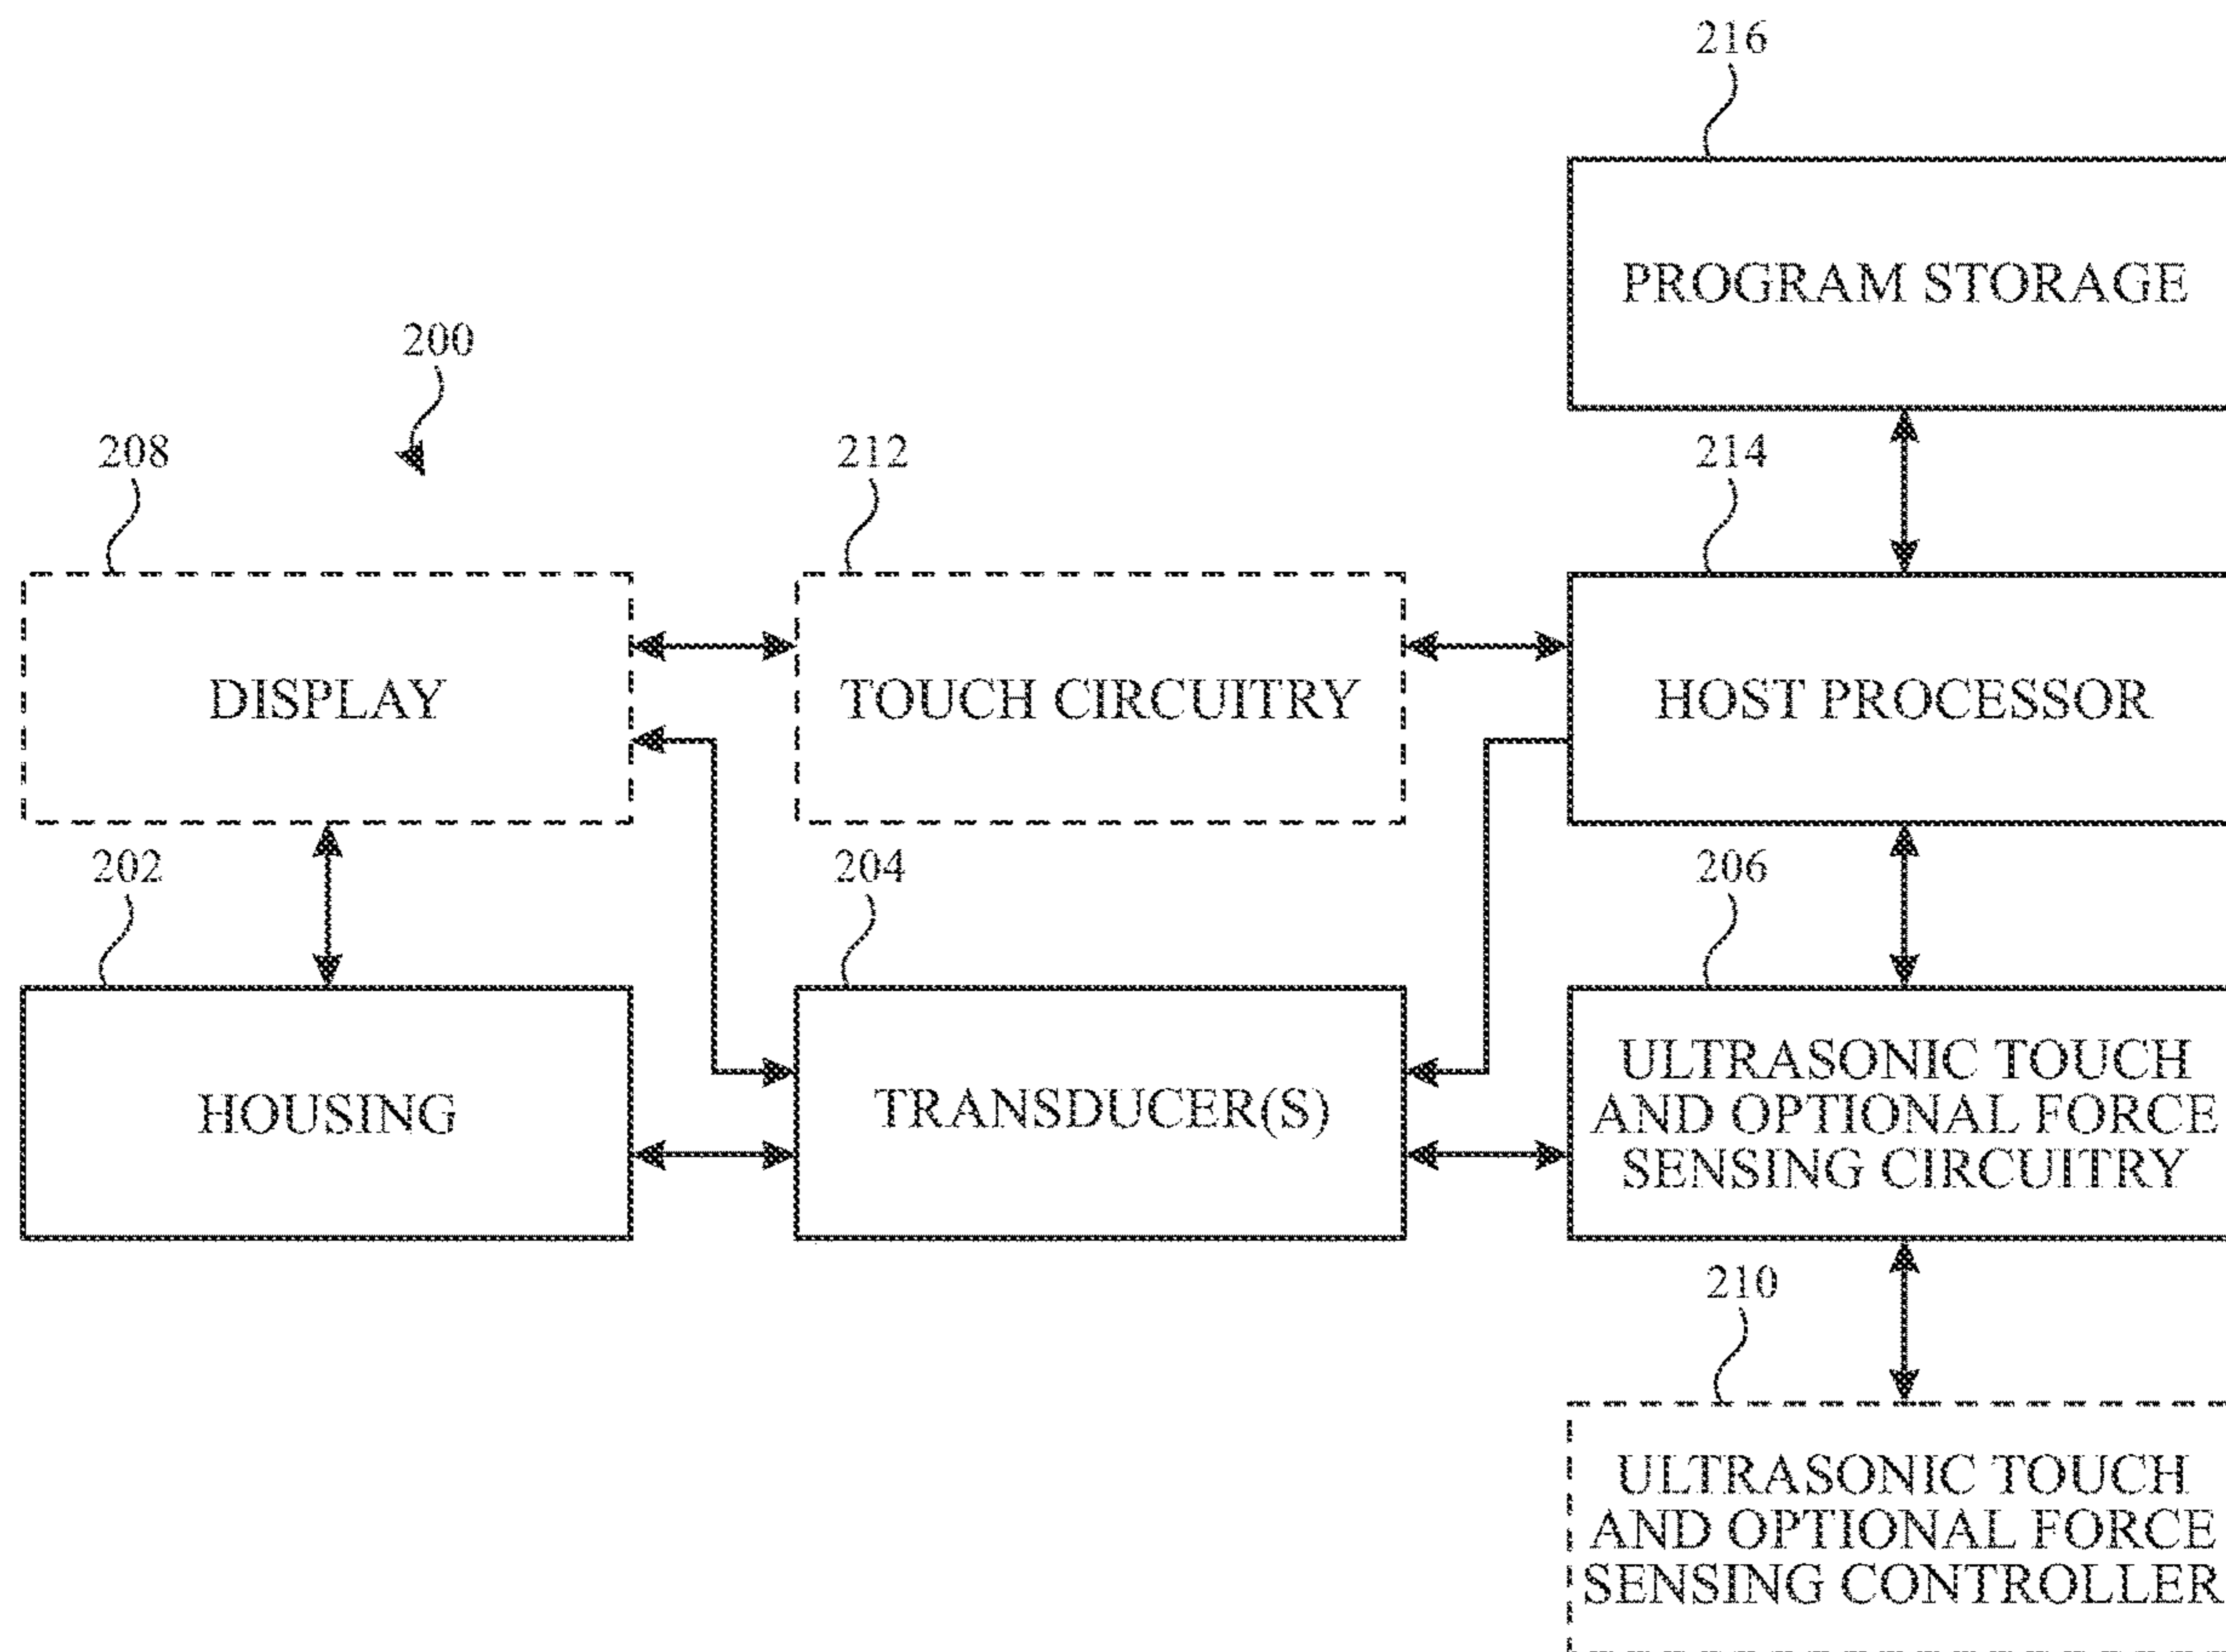 216
PROGRAM STORAGE
200
208
212
214
DISPLAY
TOUCH CIRCUITRY
HOST PROCESSOR
202
204
206
HOUSING
TRANSDUCER(S)
ULTRASONIC TOUCH
AND OPTIONAL FORCE
SENSING CIRCUITRY
210
ULTRASONIC TOUCH
AND OPTIONAL FORCE
SENSING CONTROLLER